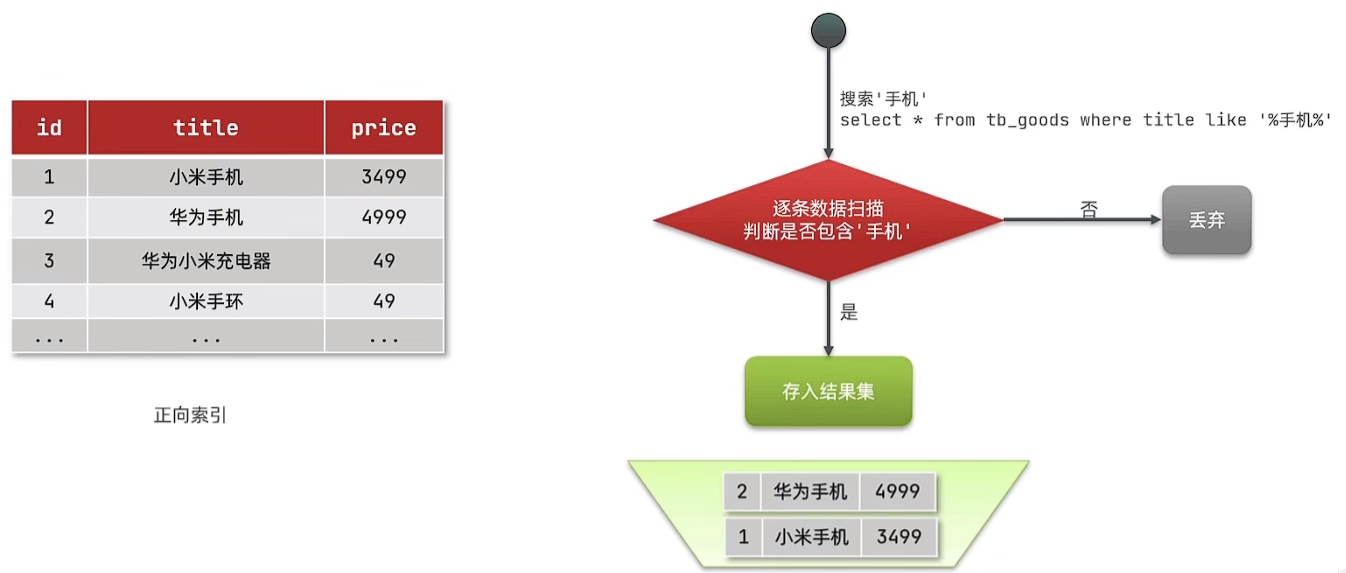 id title price
1 小米手机 3499
2 华为手机 4999
3 华为小米充电器 49
4 小米手环 49
... ... ...
正向索引
搜索'手机'
select * from tb_goods where title like '%手机%'
逐条数据扫描
判断是否包含'手机'
否
丢弃
是
存入结果集
2 华为手机 4999
1 小米手机 3499